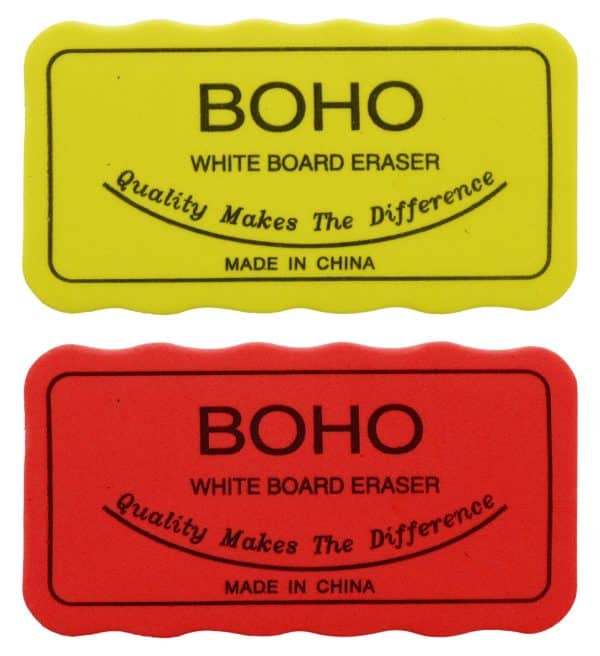 BOHO
WHITE BOARD ERASER
Quality Makes The Difference
MADE IN CHINA
BOHO
WHITE BOARD ERASER
Quality Makes The Difference
MADE IN CHINA